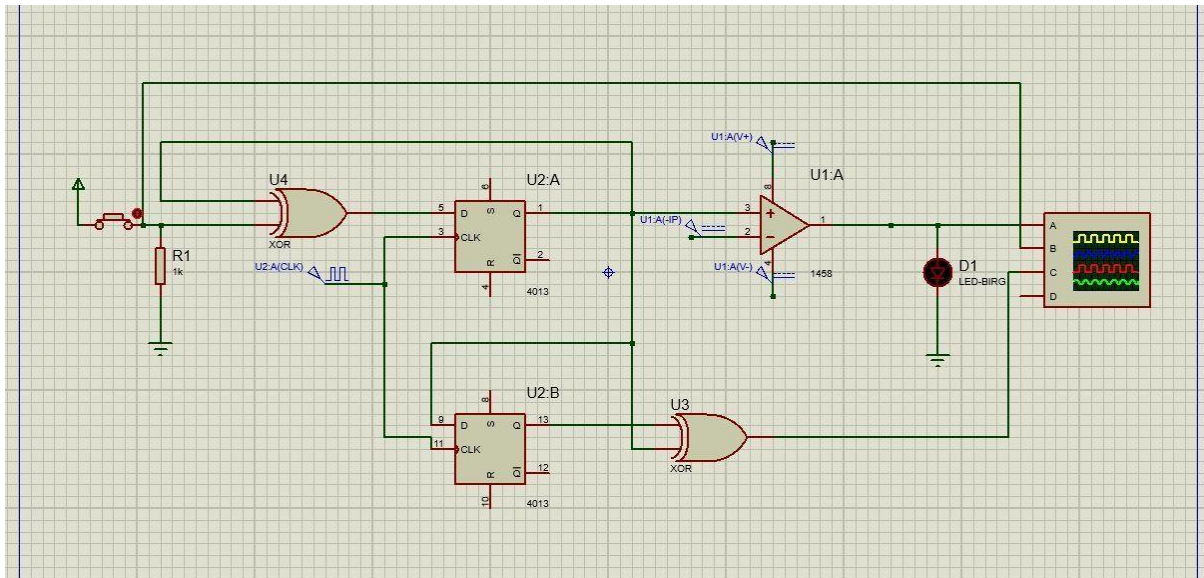 U4
XOR
R1
1k
U2:A(CLK)
U2:A
6
S
5
D
Q
1
3
CLK
R
QI
2
4
4013
U1:A(V+)
U1:A
8
U1:A(-IP)
3
2
1
U1:A(V-)
4
1458
D1
LED-BIRG
A
B
C
D
U2:B
8
S
9
D
Q
13
11
CLK
R
QI
12
10
4013
U3
XOR